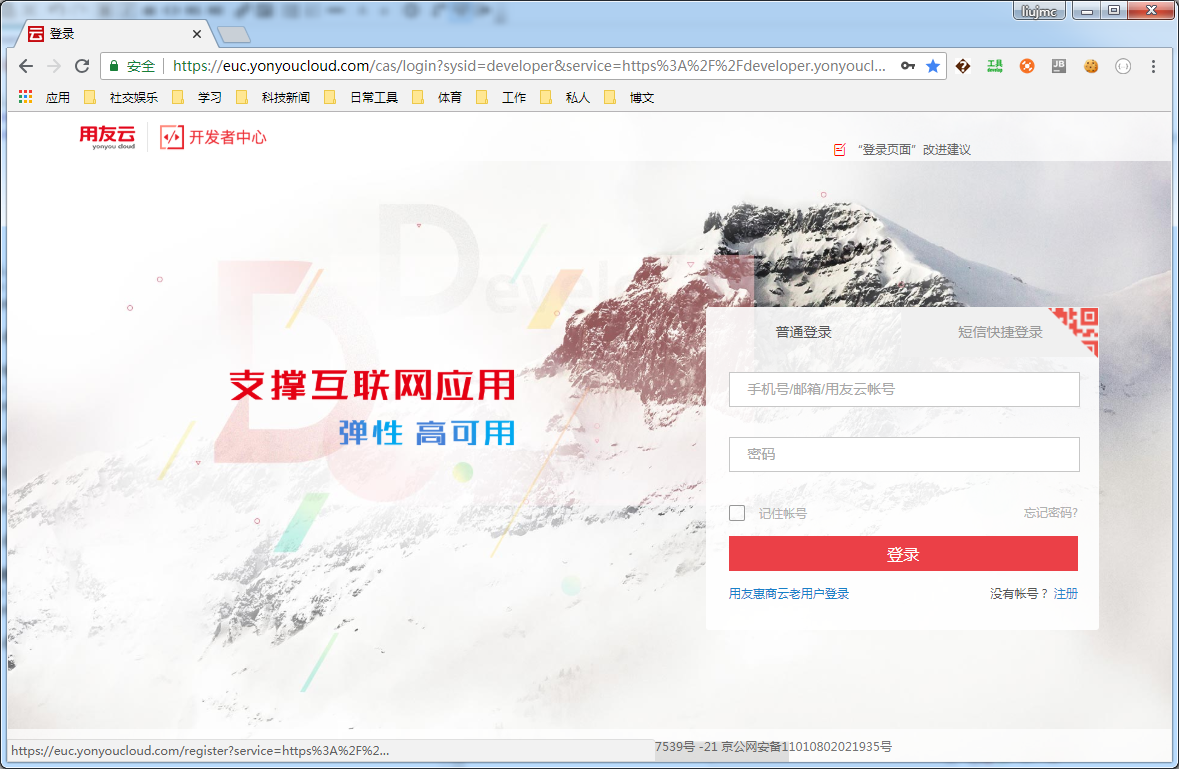 liujmc
登录
安全 https://euc.yonyoucloud.com/cas/login?sysid=developer&service=https%3A%2F%2Fdeveloper.yonyoucl...
工具
JB
应用 社交娱乐 学习 科技新闻 日常工具 体育 工作 私人 博文
用友云
yonyou cloud
开发者中心
“登录页面”改进建议
Develo
DC
支撑互联网应用
弹性 高可用
普通登录 短信快捷登录
手机号/邮箱/用友云帐号
密码
记住帐号 忘记密码?
登录
用友惠商云老用户登录 没有帐号？注册
https://euc.yonyoucloud.com/register?service=https%3A%2F%2...
7539号 -21 京公网安备11010802021935号